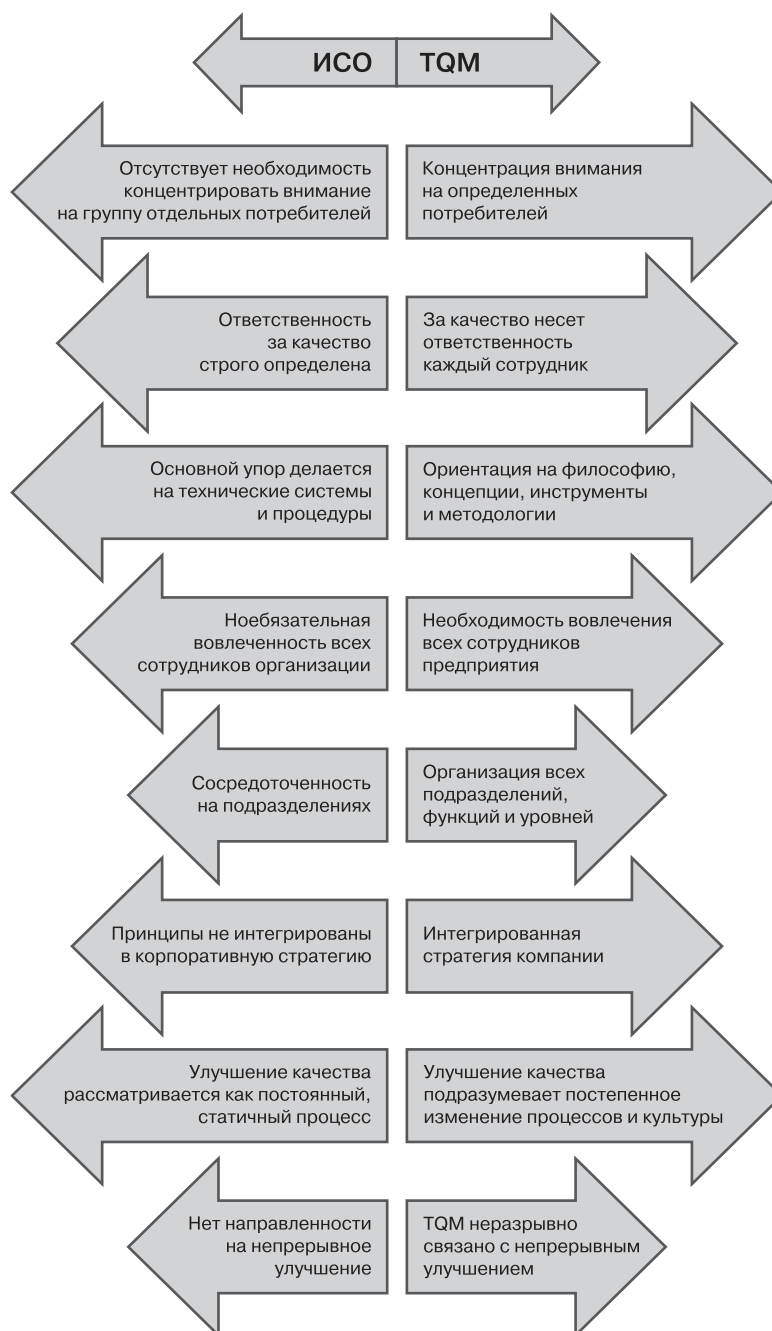 ИСО
TQM
Отсутствует необходимость
концентрировать внимание
на группу отдельных потребителей
Концентрация внимания
на определенных
потребителей
Ответственность
за качество
строго определена
За качество несет
ответственность
каждый сотрудник
Основной упор делается
на технические системы
и процедуры
Ориентация на философию,
концепции, инструменты
и методологии
Ноебязательная
вовлеченность всех
сотрудников организации
Необходимость вовлечения
всех сотрудников
предприятия
Сосредоточенность
на подразделениях
Организация всех
подразделений,
функций и уровней
Принципы не интегрированы
в корпоративную стратегию
Интегрированная
стратегия компании
Улучшение качества
рассматривается как постоянный,
статичный процесс
Улучшение качества
подразумевает постепенное
изменение процессов и культуры
Нет направленности
на непрерывное
улучшение
TQM неразрывно
связано с непрерывным
улучшением